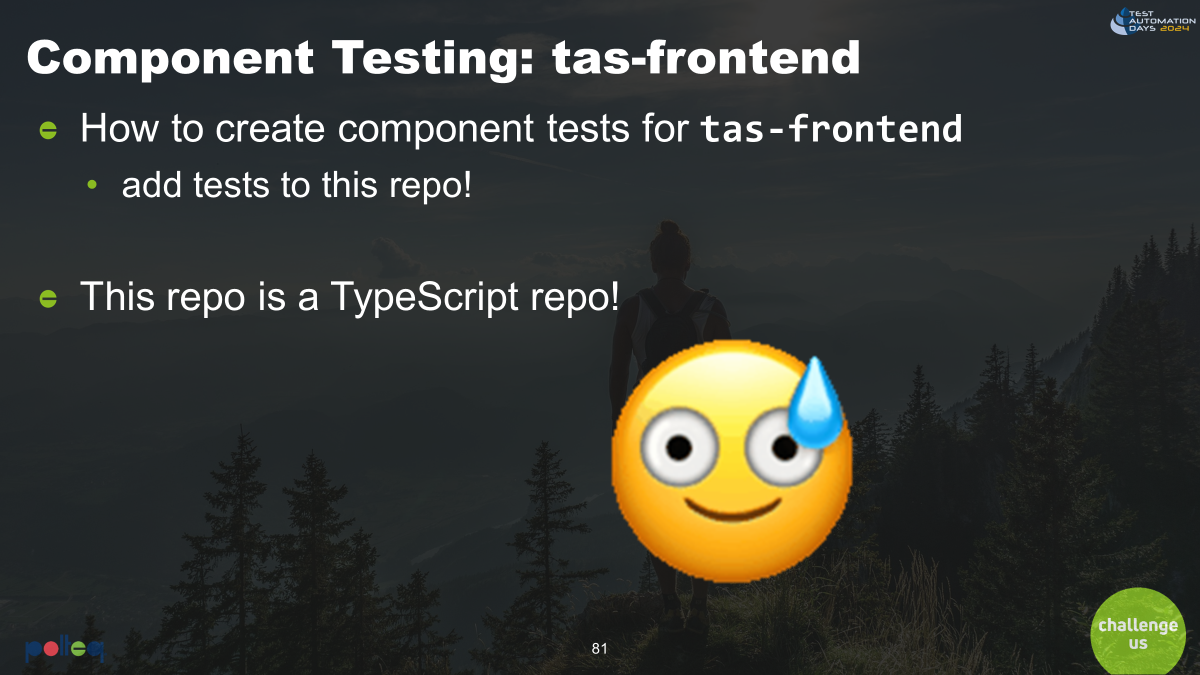 TEST
AUTOMATION
DAYS 2024
Component Testing: tas-frontend
How to create component tests for tas-frontend
add tests to this repo!
This repo is a TypeScript repo!
polteq
81
challenge
us